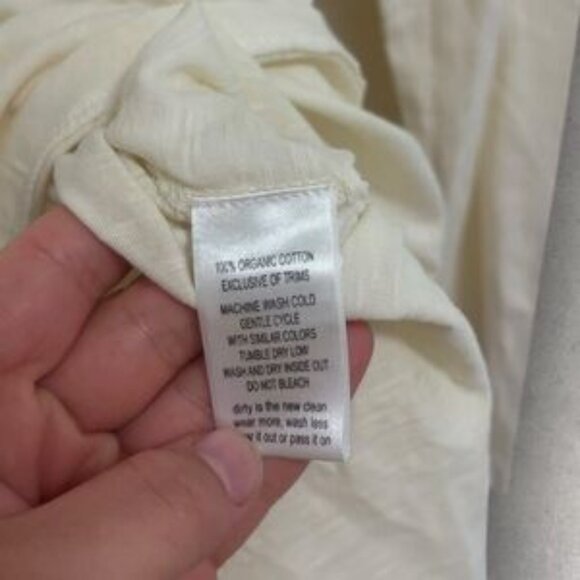 100% ORGANIC COTTON
EXCLUSIVE OF TRIMS
MACHINE WASH COLD
GENTLE CYCLE
WITH SIMILAR COLORS
TUMBLE DRY LOW
WASH AND DRY INSIDE OUT
DO NOT BLEACH
dirty is the new clean
wear more, wash less
it out or pass it on